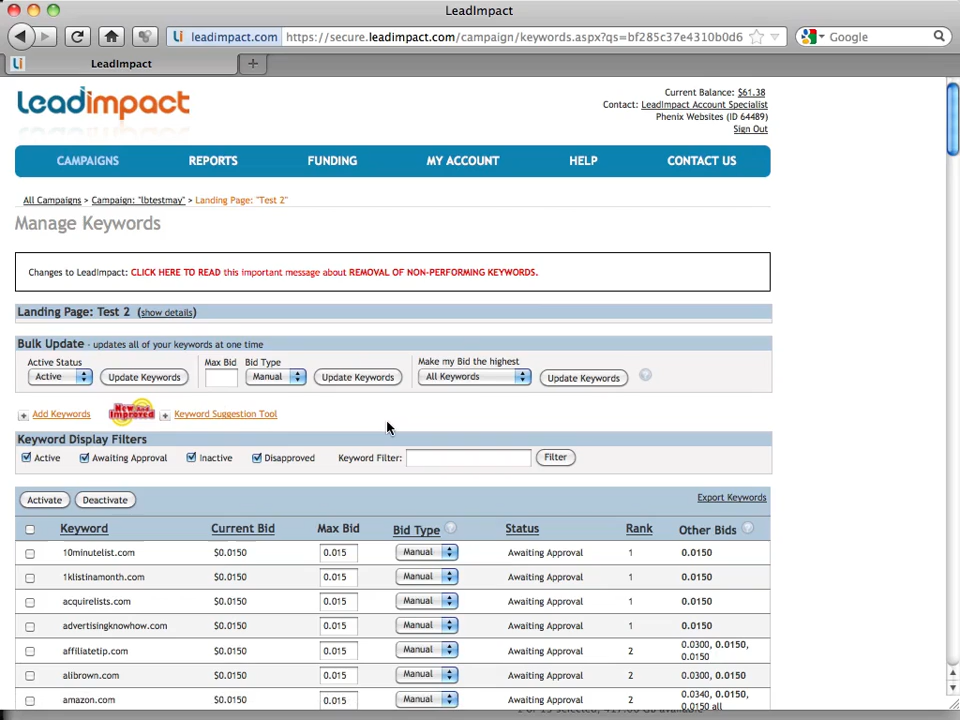 LeadImpact
leadimpact.com https://secure.leadimpact.com/campaign/keywords.aspx?qs=bf285c37e4310b0d6 Google
LeadImpact
Leadimpact
Current Balance: $61.38
Contact: LeadImpact Account Specialist
Phenix Websites (ID 64489)
Sign Out
CAMPAIGNS REPORTS FUNDING MY ACCOUNT HELP CONTACT US
All Campaigns > Campaign: "lbtestmay" > Landing Page: "Test 2"
Manage Keywords
Changes to LeadImpact: CLICK HERE TO READ this important message about REMOVAL OF NON-PERFORMING KEYWORDS.
Landing Page: Test 2 (show details)
Bulk Update - updates all of your keywords at one time
Active Status Max Bid Bid Type Make my Bid the highest
Active Update Keywords Manual Update Keywords All Keywords Update Keywords ?
+ Add Keywords New And Improved + Keyword Suggestion Tool
Keyword Display Filters
Active Awaiting Approval Inactive Disapproved Keyword Filter: Filter
Activate Deactivate Export Keywords
Keyword Current Bid Max Bid Bid Type ? Status Rank Other Bids ?
10minutelist.com $0.0150 0.015 Manual Awaiting Approval 1 0.0150
1klistinamonth.com $0.0150 0.015 Manual Awaiting Approval 1 0.0150
acquirelists.com $0.0150 0.015 Manual Awaiting Approval 1 0.0150
advertisingknowhow.com $0.0150 0.015 Manual Awaiting Approval 1 0.0150
affiliatetip.com $0.0150 0.015 Manual Awaiting Approval 2 0.0300, 0.0150,
0.0150
alibrown.com $0.0150 0.015 Manual Awaiting Approval 2 0.0300, 0.0150
amazon.com $0.0150 0.015 Manual Awaiting Approval 2 0.0340, 0.0150,
0.0150 all